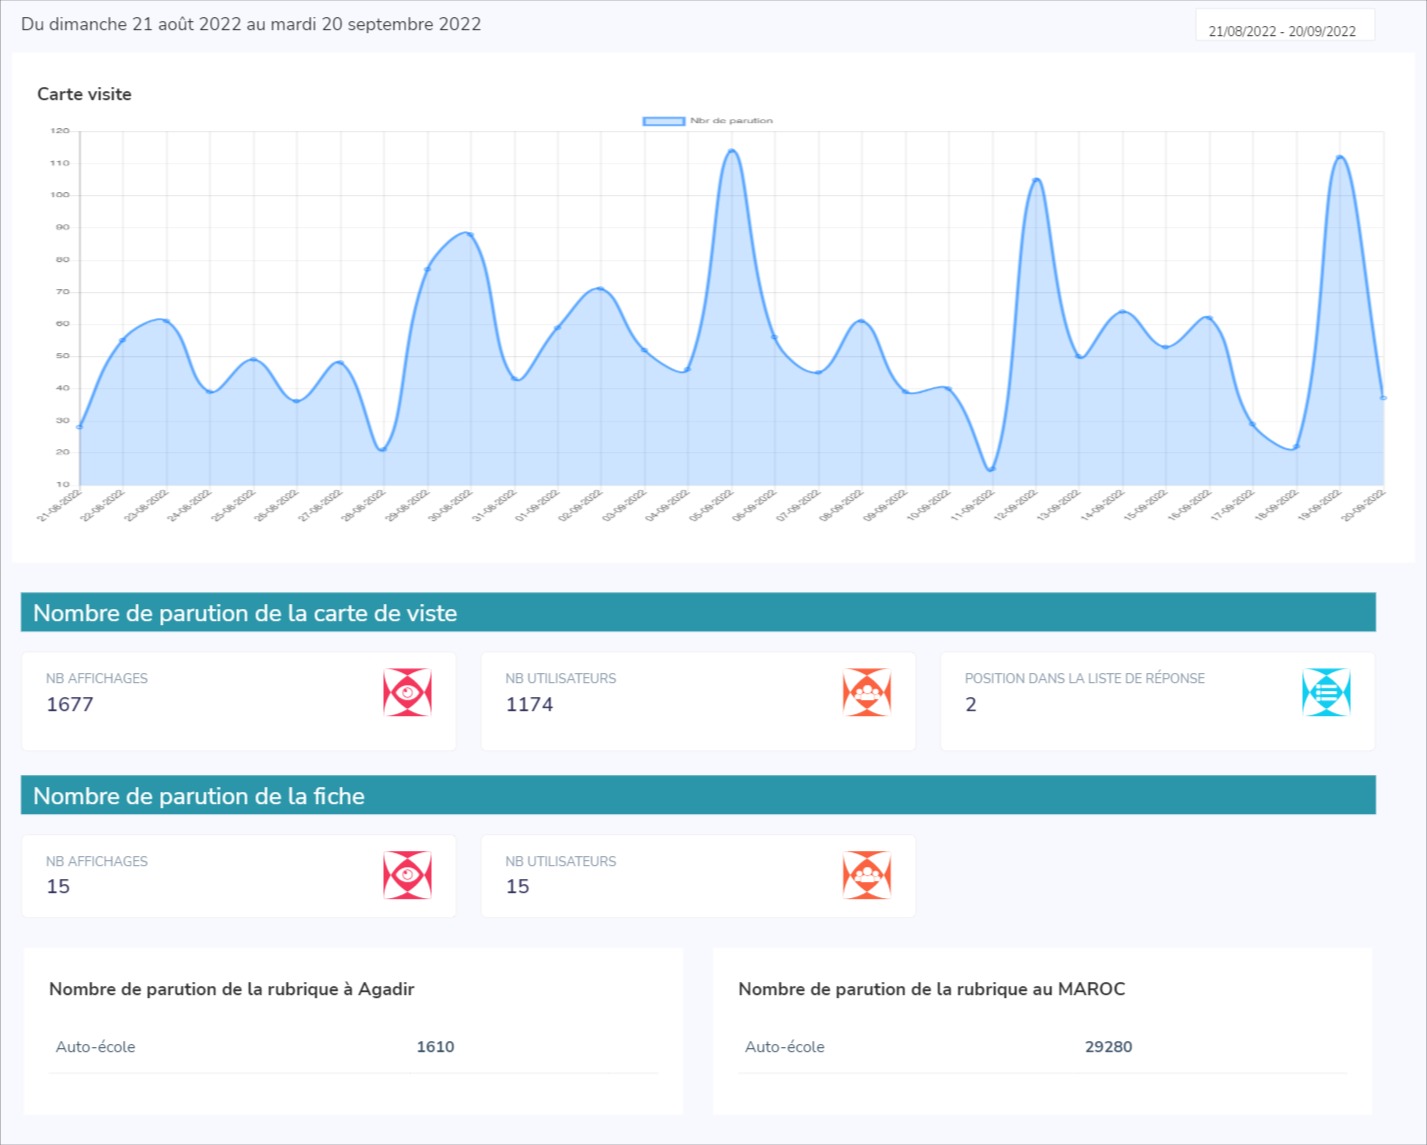 Du dimanche 21 août 2022 au mardi 20 septembre 2022
21/08/2022 - 20/09/2022
Carte visite
Nbr de parution
120
110
100
90
80
70
60
50
40
30
20
10
21-08-2022 22-08-2022 23-08-2022 24-08-2022 25-08-2022 26-08-2022 27-08-2022 28-08-2022 29-08-2022 30-08-2022 31-08-2022 01-09-2022 02-09-2022 03-09-2022 04-09-2022 05-09-2022 06-09-2022 07-09-2022 08-09-2022 09-09-2022 10-09-2022 11-09-2022 12-09-2022 13-09-2022 14-09-2022 15-09-2022 16-09-2022 17-09-2022 18-09-2022 19-09-2022 20-09-2022
Nombre de parution de la carte de viste
NB AFFICHAGES
1677
NB UTILISATEURS
1174
POSITION DANS LA LISTE DE RÉPONSE
2
Nombre de parution de la fiche
NB AFFICHAGES
15
NB UTILISATEURS
15
Nombre de parution de la rubrique à Agadir
Auto-école 1610
Nombre de parution de la rubrique au MAROC
Auto-école 29280